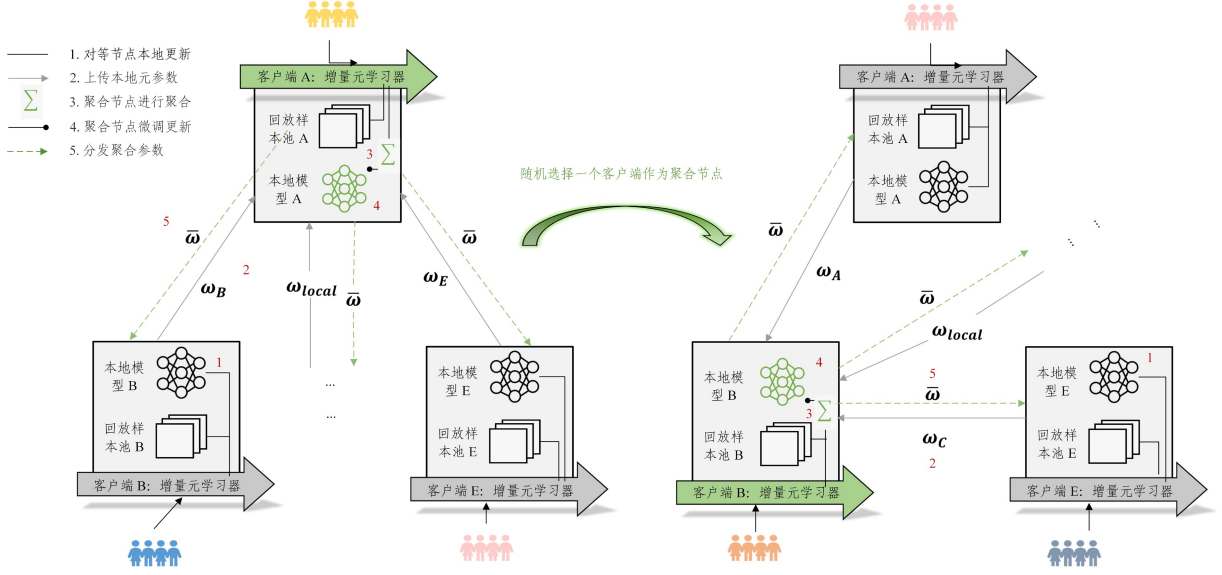 1. 对等节点本地更新
2. 上传本地元参数
∑
3. 聚合节点进行聚合
4. 聚合节点微调更新
5. 分发聚合参数
客户端 A：增量元学习器
回放样
本池 A
3
∑
本地模
型 A
4
5
ω̅
2
ω_B
ω_local
ω̅
ω_E
ω̅
本地模
型 B
1
回放样
本池 B
客户端 B：增量元学习器
...
...
本地模
型 E
回放样
本池 E
客户端 E：增量元学习器
随机选择一个客户端作为聚合节点
客户端 A：增量元学习器
回放样
本池 A
本地模
型 A
ω̅
ω_A
...
ω̅
ω_local
本地模
型 B
4
3
∑
回放样
本池 B
客户端 B：增量元学习器
5
ω̅
ω_C
2
本地模
型 E
1
回放样
本池 E
客户端 E：增量元学习器